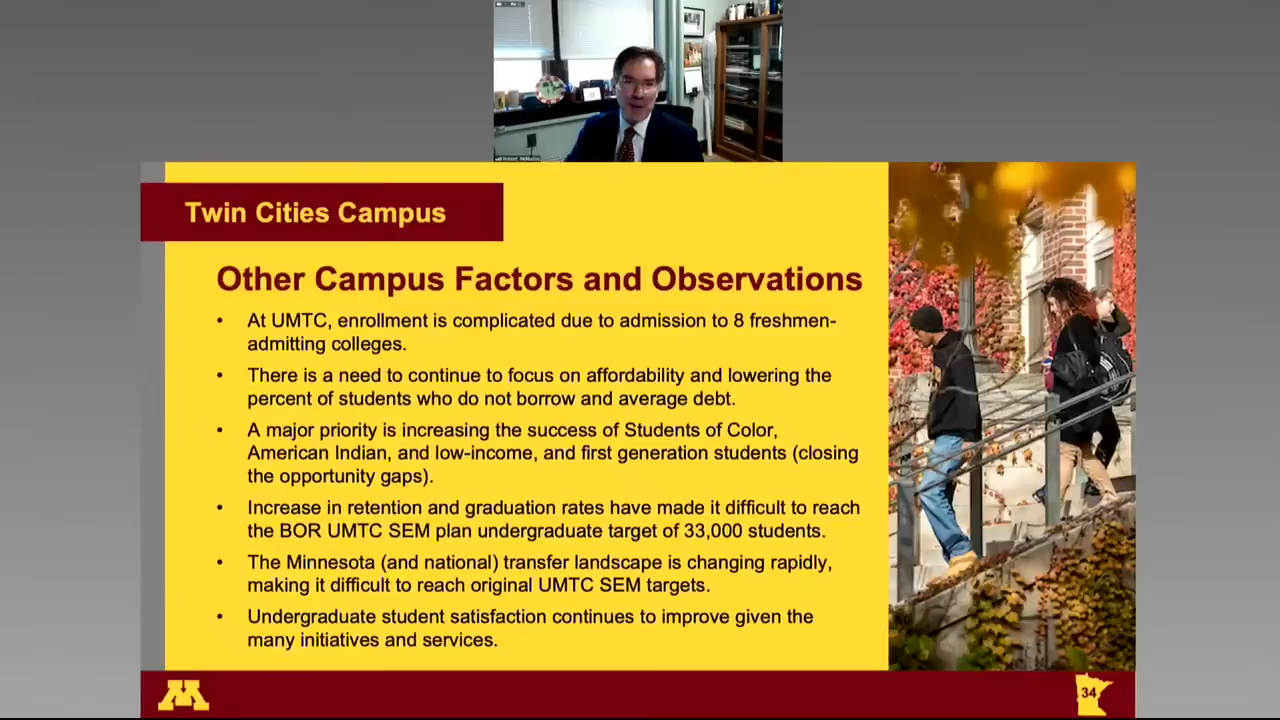 Twin Cities Campus
Other Campus Factors and Observations
• At UMTC, enrollment is complicated due to admission to 8 freshmen-
admitting colleges.
• There is a need to continue to focus on affordability and lowering the
percent of students who do not borrow and average debt.
• A major priority is increasing the success of Students of Color,
American Indian, and low-income, and first generation students (closing
the opportunity gaps).
• Increase in retention and graduation rates have made it difficult to reach
the BOR UMTC SEM plan undergraduate target of 33,000 students.
• The Minnesota (and national) transfer landscape is changing rapidly,
making it difficult to reach original UMTC SEM targets.
• Undergraduate student satisfaction continues to improve given the
many initiatives and services.
M
34